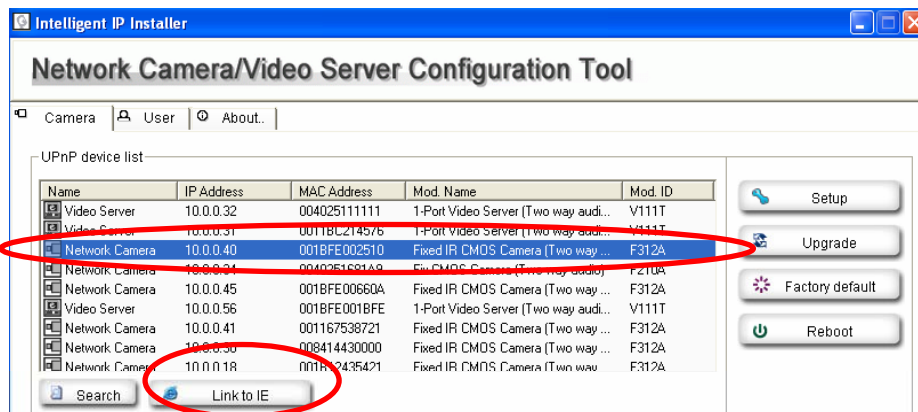 Intelligent IP Installer
Network Camera/Video Server Configuration Tool
Camera User About..
UPnP device list
Name IP Address MAC Address Mod. Name Mod. ID
Video Server 10.0.0.32 004025111111 1-Port Video Server (Two way audi... V111T
Video Server 10.0.0.31 0011BC214576 1-Port Video Server (Two way audi... V111T
Network Camera 10.0.0.40 001BFE002510 Fixed IR CMOS Camera (Two way ... F312A
Network Camera Fix CMOS Camera (Two way audio) F210A
Network Camera 10.0.0.45 001BFE00660A Fixed IR CMOS Camera (Two way ... F312A
Video Server 10.0.0.56 001BFE001BFE 1-Port Video Server (Two way audi... V111T
Network Camera 10.0.0.41 001167538721 Fixed IR CMOS Camera (Two way ... F312A
Network Camera 008414430000 Fixed IR CMOS Camera (Two way ... F312A
Network Camera 10.0.0.18 Fixed IR CMOS Camera (Two way F312A
Setup
Upgrade
Factory default
Reboot
Search Link to IE